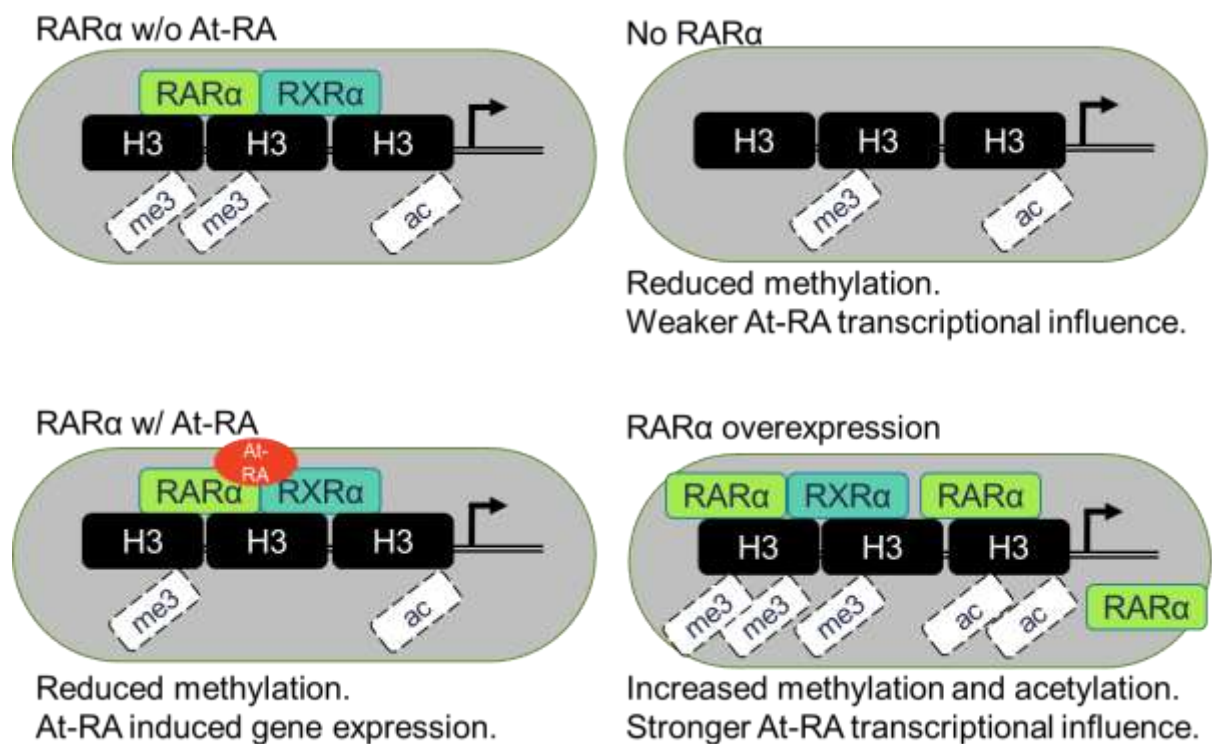 RARα w/o At-RA
RARα RXRα
H3 H3 H3
me3 me3 ac
No RARα
H3 H3 H3
me3 ac
Reduced methylation.
Weaker At-RA transcriptional influence.
RARα w/ At-RA
At-
RA
RARα RXRα
H3 H3 H3
me3 ac
Reduced methylation.
At-RA induced gene expression.
RARα overexpression
RARα RXRα RARα
H3 H3 H3
me3 me3 me3 ac ac
RARα
Increased methylation and acetylation.
Stronger At-RA transcriptional influence.